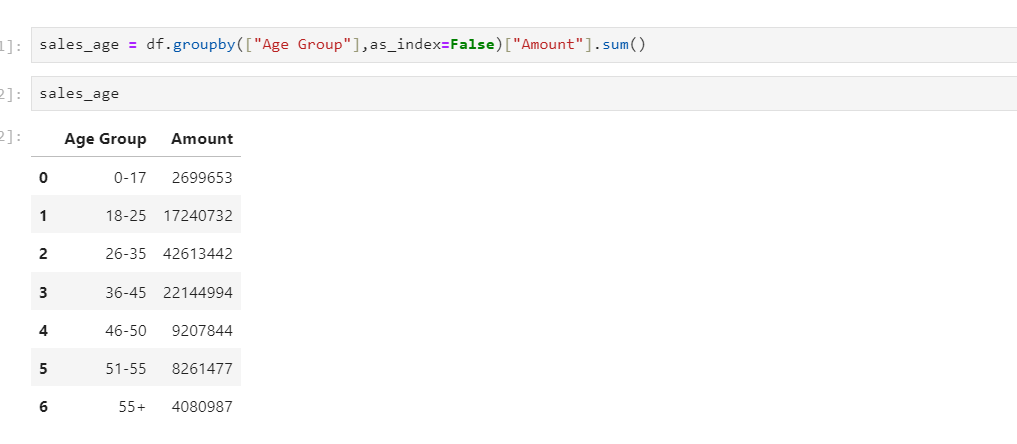 1]: sales_age = df.groupby(["Age Group"],as_index=False)["Amount"].sum()
2]: sales_age
2]:
Age Group Amount
0 0-17 2699653
1 18-25 17240732
2 26-35 42613442
3 36-45 22144994
4 46-50 9207844
5 51-55 8261477
6 55+ 4080987